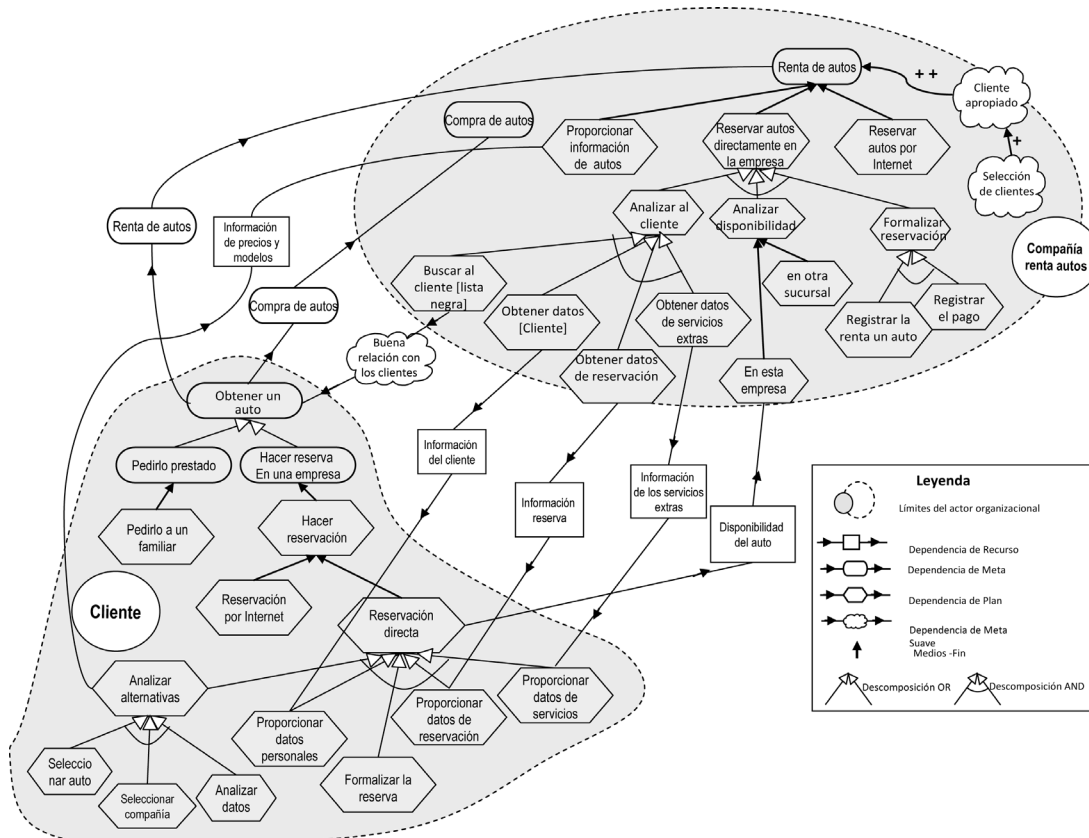 Renta de autos
+ +
Cliente
apropiado
Compra de autos
Proporcionar
información
de autos
Reservar autos
directamente en
la empresa
Reservar
autos por
Internet
+
Selección
de clientes
Renta de autos
Información
de precios y
modelos
Analizar al
cliente
Analizar
disponibilidad
Formalizar
reservación
Compañía
renta autos
Buscar al
cliente [lista
negra]
en otra
sucursal
Compra de autos
Obtener datos
[Cliente]
Obtener datos
de servicios
extras
Registrar la
renta un auto
Registrar
el pago
Buena
relación con
los clientes
Obtener datos
de reservación
En esta
empresa
Obtener un
auto
Información
del cliente
Pedirlo prestado
Hacer reserva
En una empresa
Información
reserva
Información
de los servicios
extras
Disponibilidad
del auto
Pedirlo a un
familiar
Hacer
reservación
Cliente
Reservación
por Internet
Reservación
directa
Analizar
alternativas
Proporcionar
datos
personales
Proporcionar
datos de
reservación
Proporcionar
datos de
servicios
Seleccio
nar auto
Seleccionar
compañía
Analizar
datos
Formalizar la
reserva
Leyenda
Límites del actor organizacional
Dependencia de Recurso
Dependencia de Meta
Dependencia de Plan
Dependencia de Meta
Suave
Medios -Fin
Descomposición OR
Descomposición AND